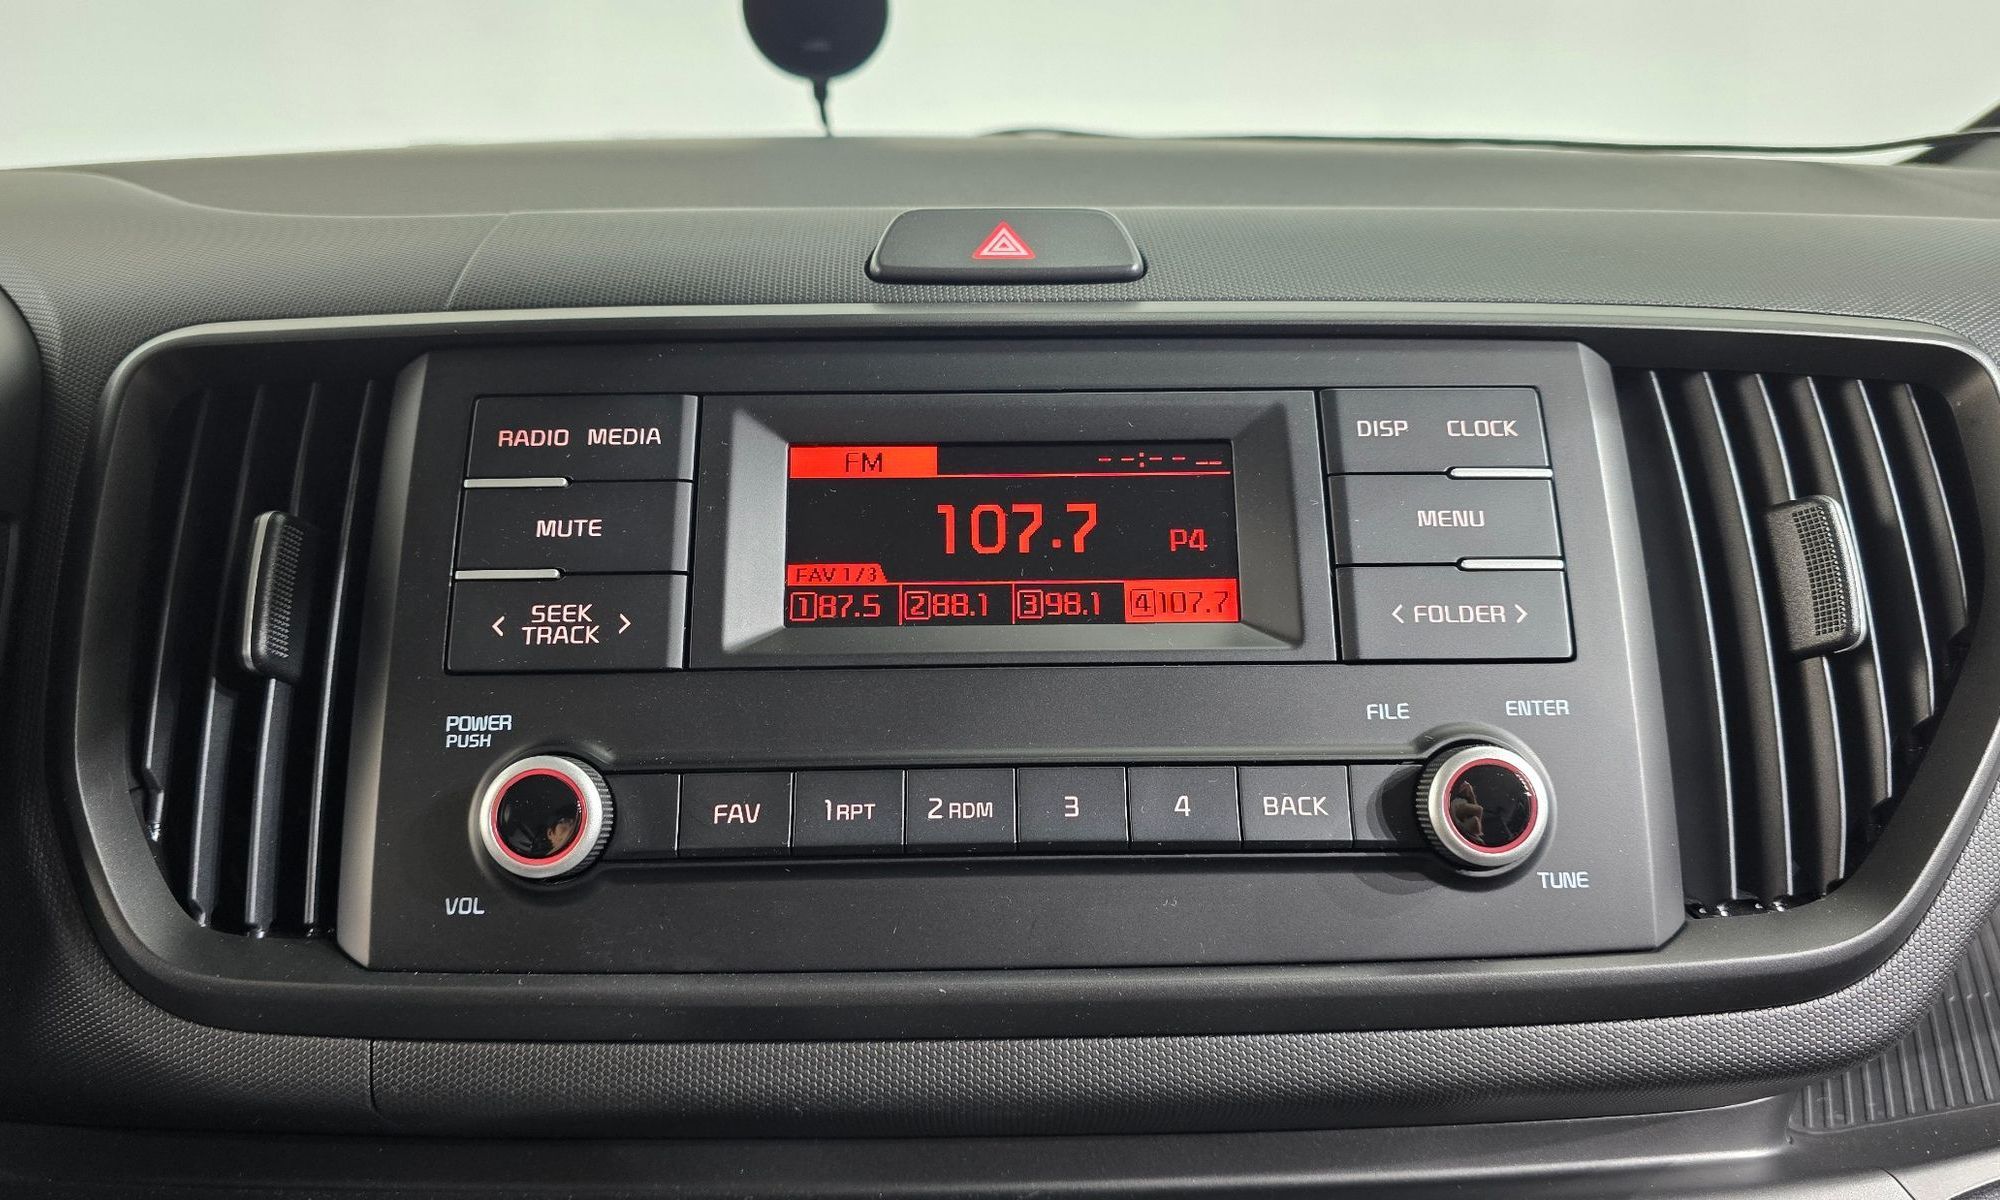 RADIO MEDIA
MUTE
< SEEK TRACK >
FM --:-- --
107.7 P4
FAV 1/3
1 87.5 2 88.1 3 98.1 4 107.7
DISP CLOCK
MENU
< FOLDER >
POWER
PUSH
VOL
FAV 1 RPT 2 RDM 3 4 BACK
FILE ENTER
TUNE